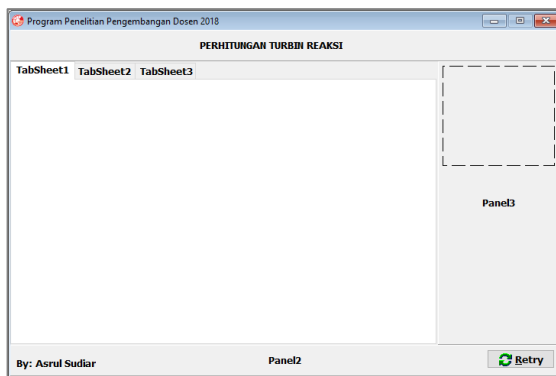 Program Penelitian Pengembangan Dosen 2018
PERHITUNGAN TURBIN REAKSI
TabSheet1 TabSheet2 TabSheet3
Panel3
By: Asrul Sudiar Panel2 Retry